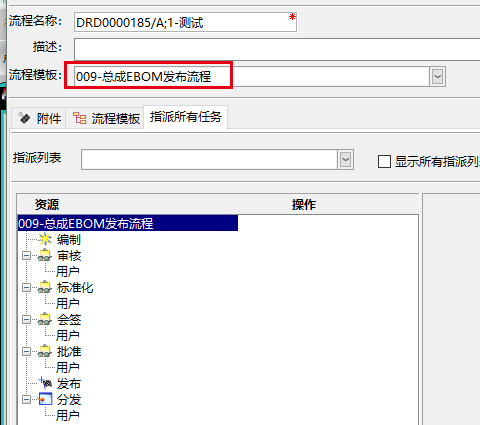 流程名称： DRD0000185/A;1-测试 *
描述：
流程模板： 009-总成EBOM发布流程
附件 流程模板 指派所有任务
指派列表 显示所有指派列
资源 操作
009-总成EBOM发布流程
编制
审核
用户
标准化
用户
会签
用户
批准
用户
发布
分发
用户